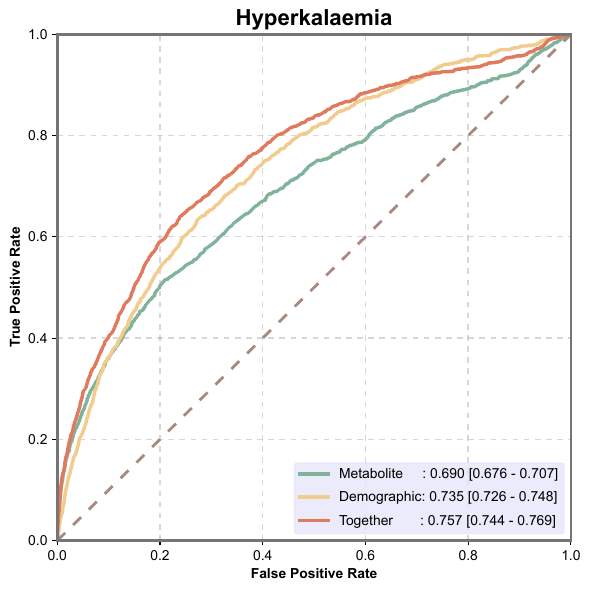 Hyperkalaemia
1.0
0.8
0.6
0.4
0.2
0.0
True Positive Rate
Metabolite : 0.690 [0.676 - 0.707]
Demographic: 0.735 [0.726 - 0.748]
Together : 0.757 [0.744 - 0.769]
0.0 0.2 0.4 0.6 0.8 1.0
False Positive Rate